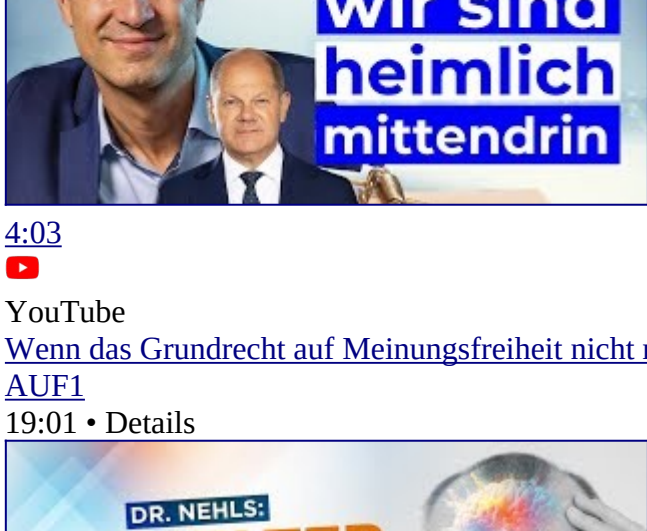 wir sind
heimlich
mittendrin
4:03
YouTube
Wenn das Grundrecht auf Meinungsfreiheit nicht
AUF1
19:01 • Details
DR. NEHLS: